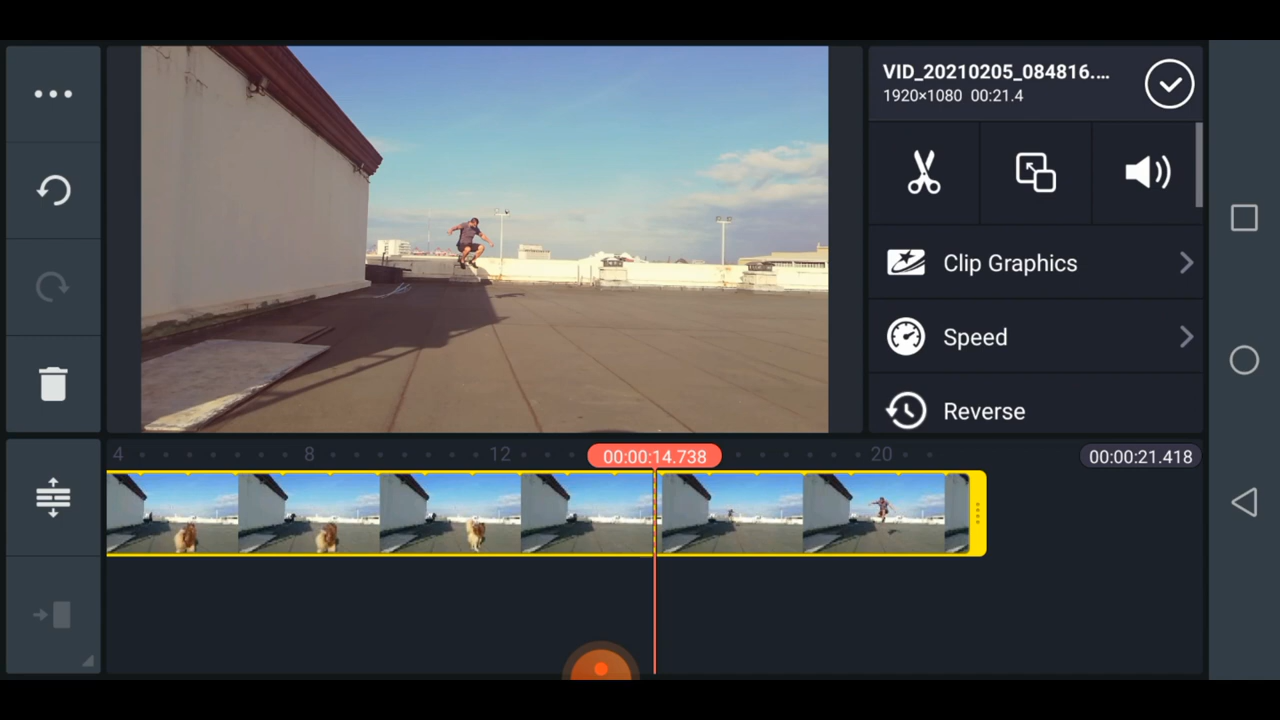 VID_20210205_084816....
1920×1080 00:21.4
Clip Graphics
Speed
Reverse
4 8 12 00:00:14.738 20 00:00:21.418